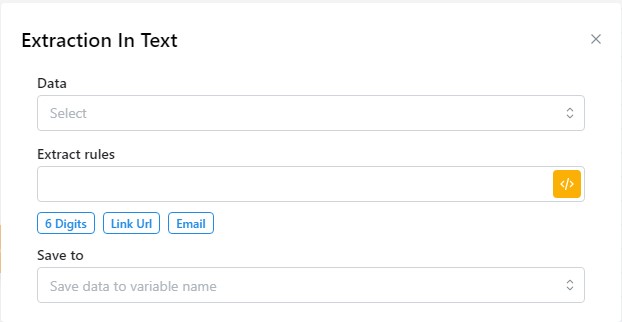 Extraction In Text
Data
Select
Extract rules
</>
6 Digits Link Url Email
Save to
Save data to variable name